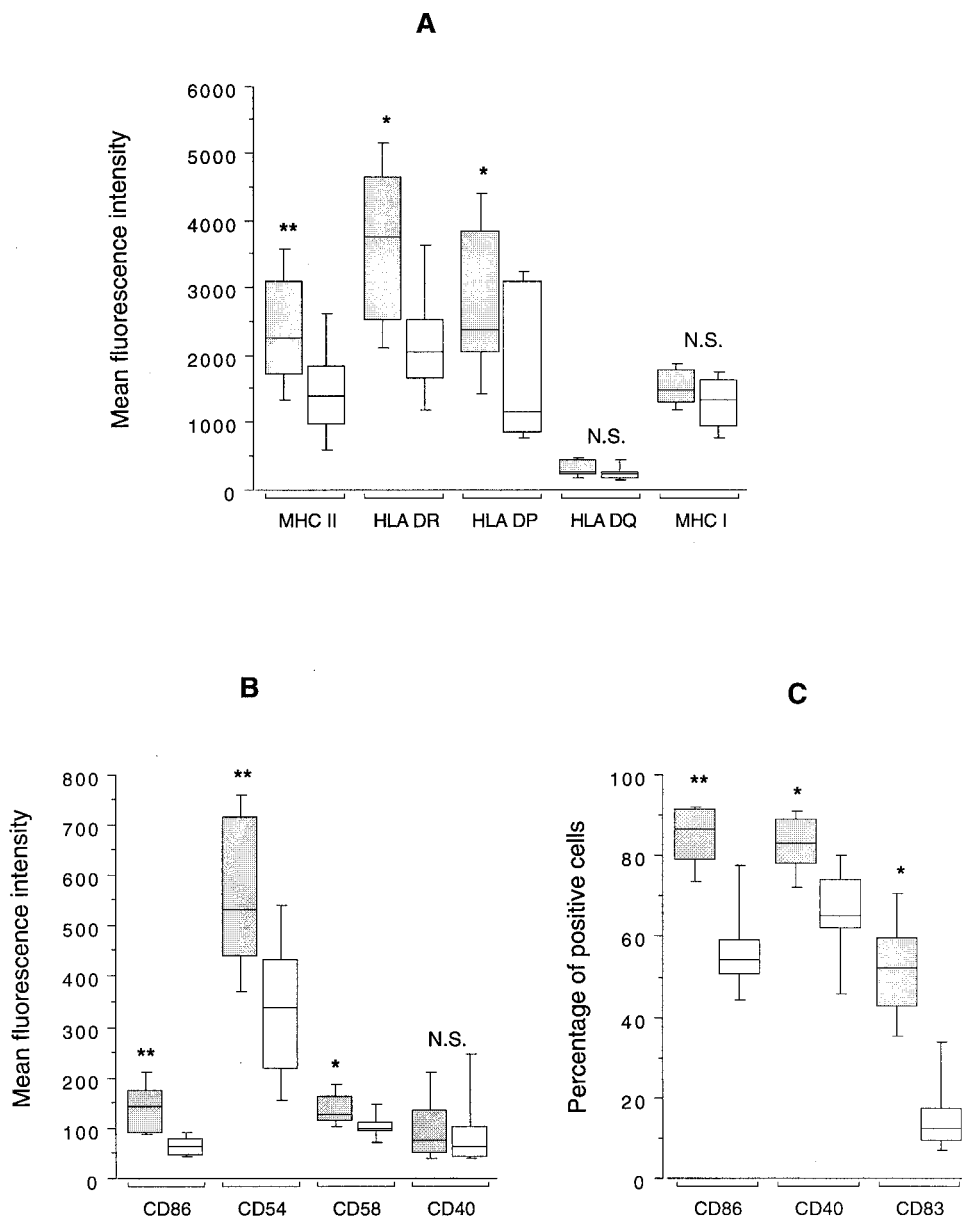 A
Mean fluorescence intensity
6000
5000
4000
3000
2000
1000
0
**
*
*
N.S.
N.S.
MHC II HLA DR HLA DP HLA DQ MHC I
B
Mean fluorescence intensity
800
700
600
500
400
300
200
100
0
**
**
*
N.S.
CD86 CD54 CD58 CD40
C
Percentage of positive cells
100
80
60
40
20
0
**
*
*
CD86 CD40 CD83